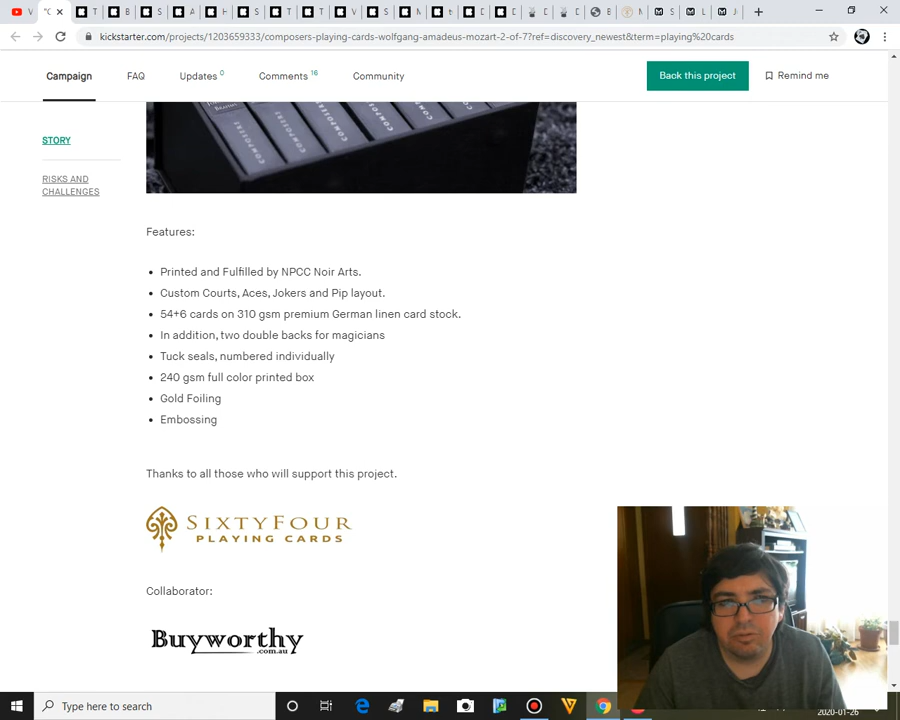 kickstarter.com/projects/1203659333/composers-playing-cards-wolfgang-amadeus-mozart-2-of-7?ref=discovery_newest&term=playing%20cards
Campaign
FAQ
Updates 0
Comments 16
Community
Back this project
Remind me
STORY
RISKS AND
CHALLENGES
Features:
Printed and Fulfilled by NPCC Noir Arts.
Custom Courts, Aces, Jokers and Pip layout.
54+6 cards on 310 gsm premium German linen card stock.
In addition, two double backs for magicians
Tuck seals, numbered individually
240 gsm full color printed box
Gold Foiling
Embossing
Thanks to all those who will support this project.
SIXTYFOUR
PLAYING CARDS
Collaborator:
Buyworthy
.com.au
Type here to search
2020-01-26